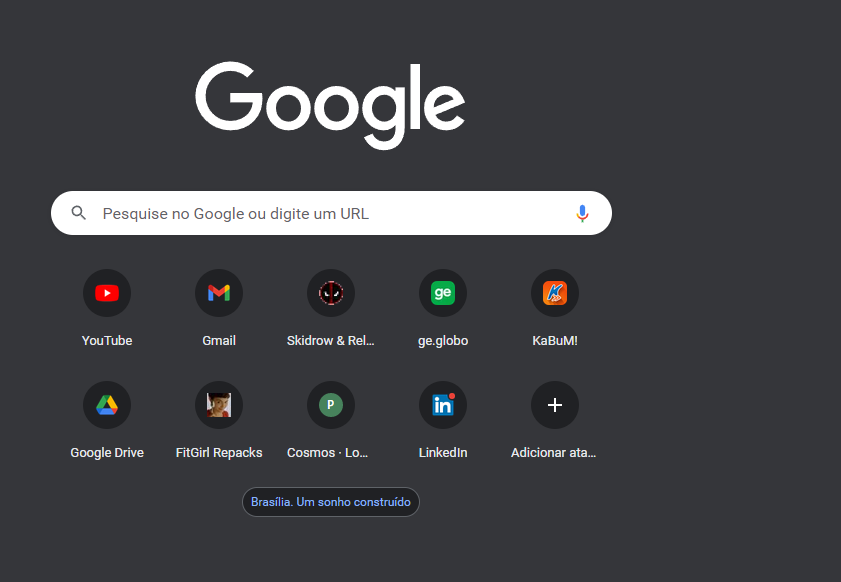 Google
Pesquise no Google ou digite um URL
YouTube
Gmail
Skidrow & Rel...
ge
ge.globo
KaBuM!
Google Drive
FitGirl Repacks
P
Cosmos · Lo...
in
LinkedIn
Adicionar ata...
Brasília. Um sonho construído